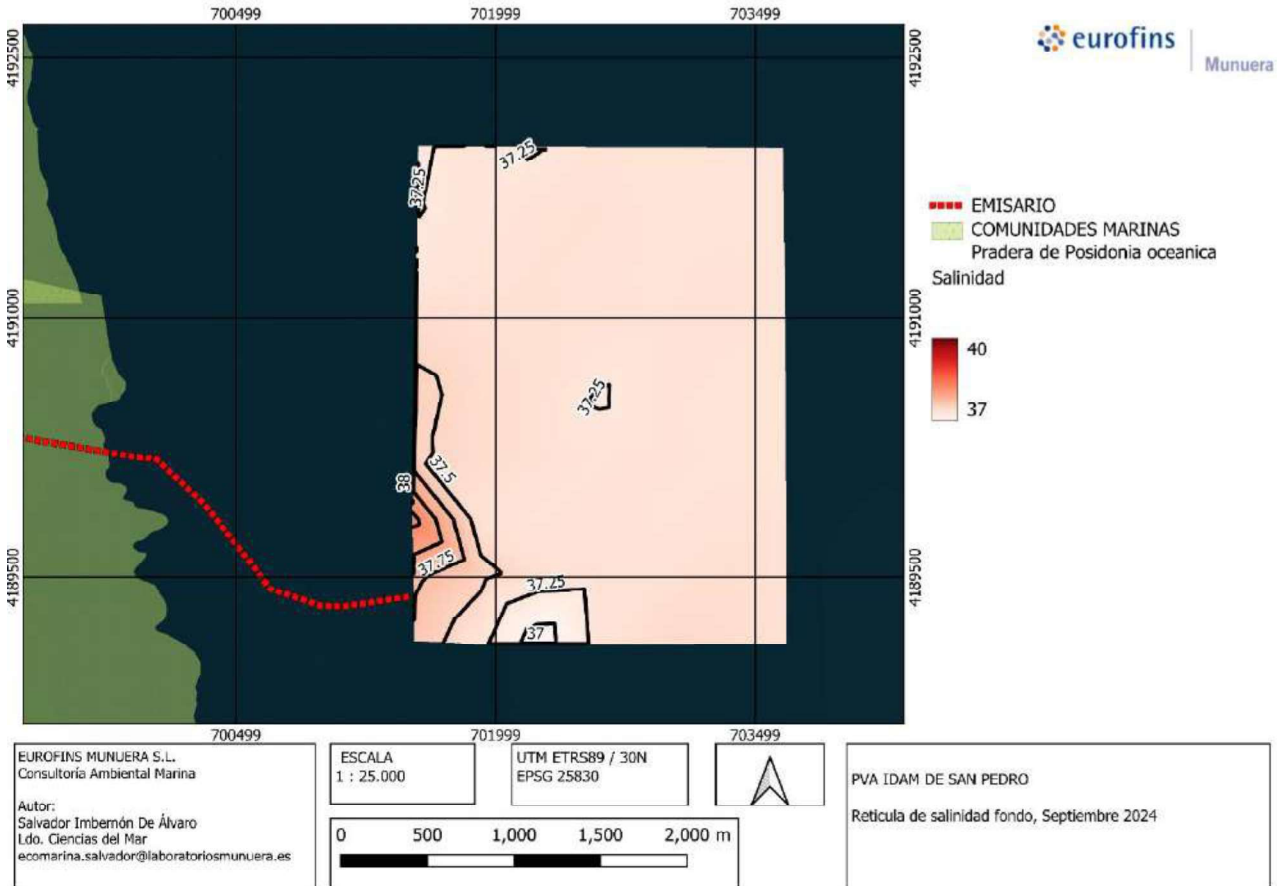 700499 701999 703499
4192500 4192500
4191000 4191000
4189500 4189500
37.25
37.25
37.25
37.5
38
37.75
37.25
37
700499 701999 703499
eurofins
Munuera
EMISARIO
COMUNIDADES MARINAS
Pradera de Posidonia oceanica
Salinidad
40
37
EUROFINS MUNUERA S.L.
Consultoría Ambiental Marina
Autor:
Salvador Imbernón De Álvaro
Ldo. Ciencias del Mar
ecomarina.salvador@laboratoriosmunuera.es
ESCALA
1 : 25.000
UTM ETRS89 / 30N
EPSG 25830
0 500 1,000 1,500 2,000 m
PVA IDAM DE SAN PEDRO
Reticula de salinidad fondo, Septiembre 2024